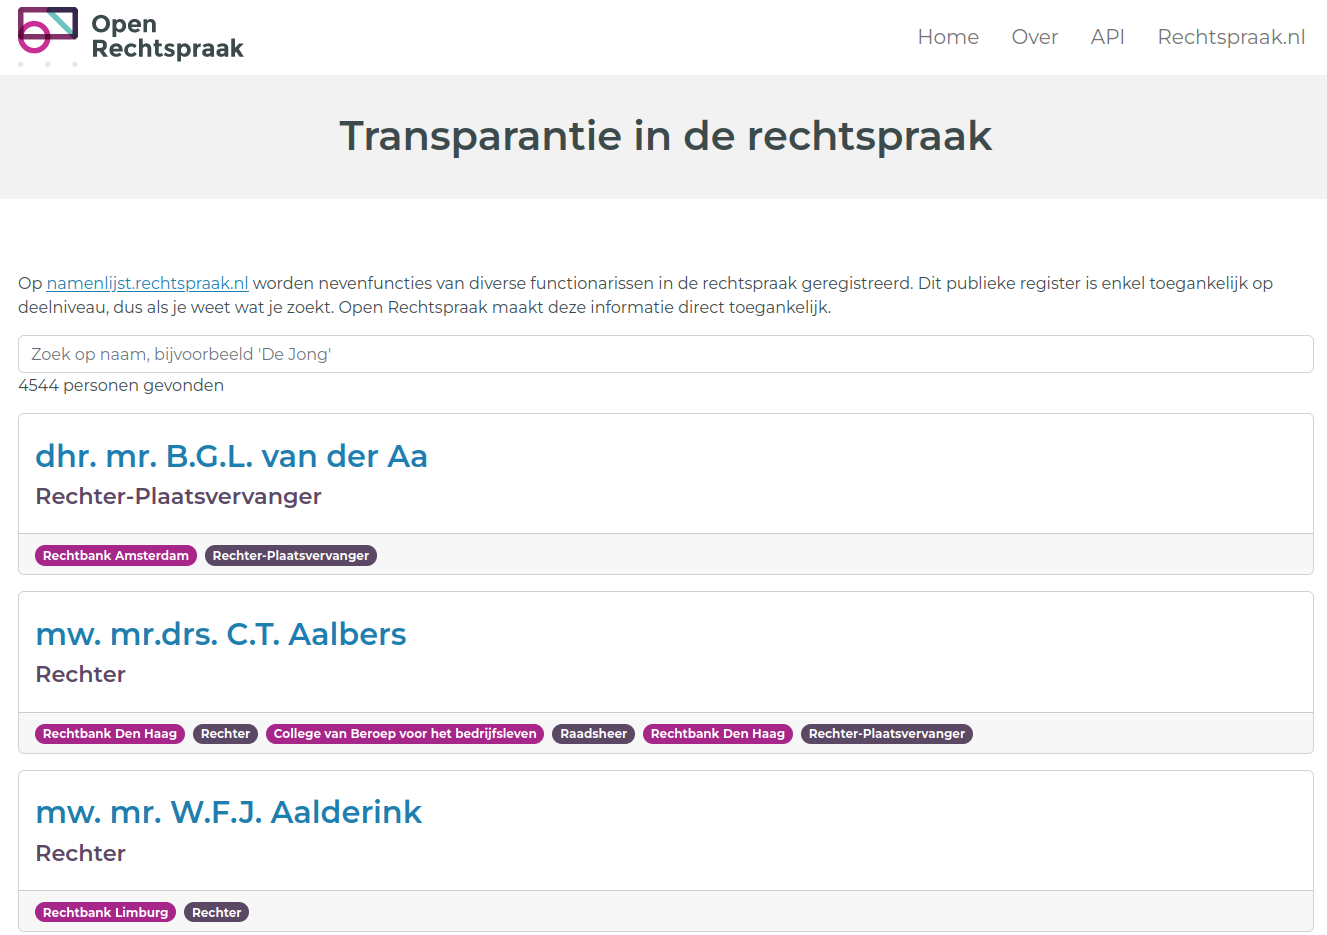 Open
Rechtspraak
Home Over API Rechtspraak.nl
Transparantie in de rechtspraak
Op namenlijst.rechtspraak.nl worden nevenfuncties van diverse functionarissen in de rechtspraak geregistreerd. Dit publieke register is enkel toegankelijk op
deelniveau, dus als je weet wat je zoekt. Open Rechtspraak maakt deze informatie direct toegankelijk.
Zoek op naam, bijvoorbeeld 'De Jong'
4544 personen gevonden
dhr. mr. B.G.L. van der Aa
Rechter-Plaatsvervanger
Rechtbank Amsterdam Rechter-Plaatsvervanger
mw. mr.drs. C.T. Aalbers
Rechter
Rechtbank Den Haag Rechter College van Beroep voor het bedrijfsleven Raadsheer Rechtbank Den Haag Rechter-Plaatsvervanger
mw. mr. W.F.J. Aalderink
Rechter
Rechtbank Limburg Rechter